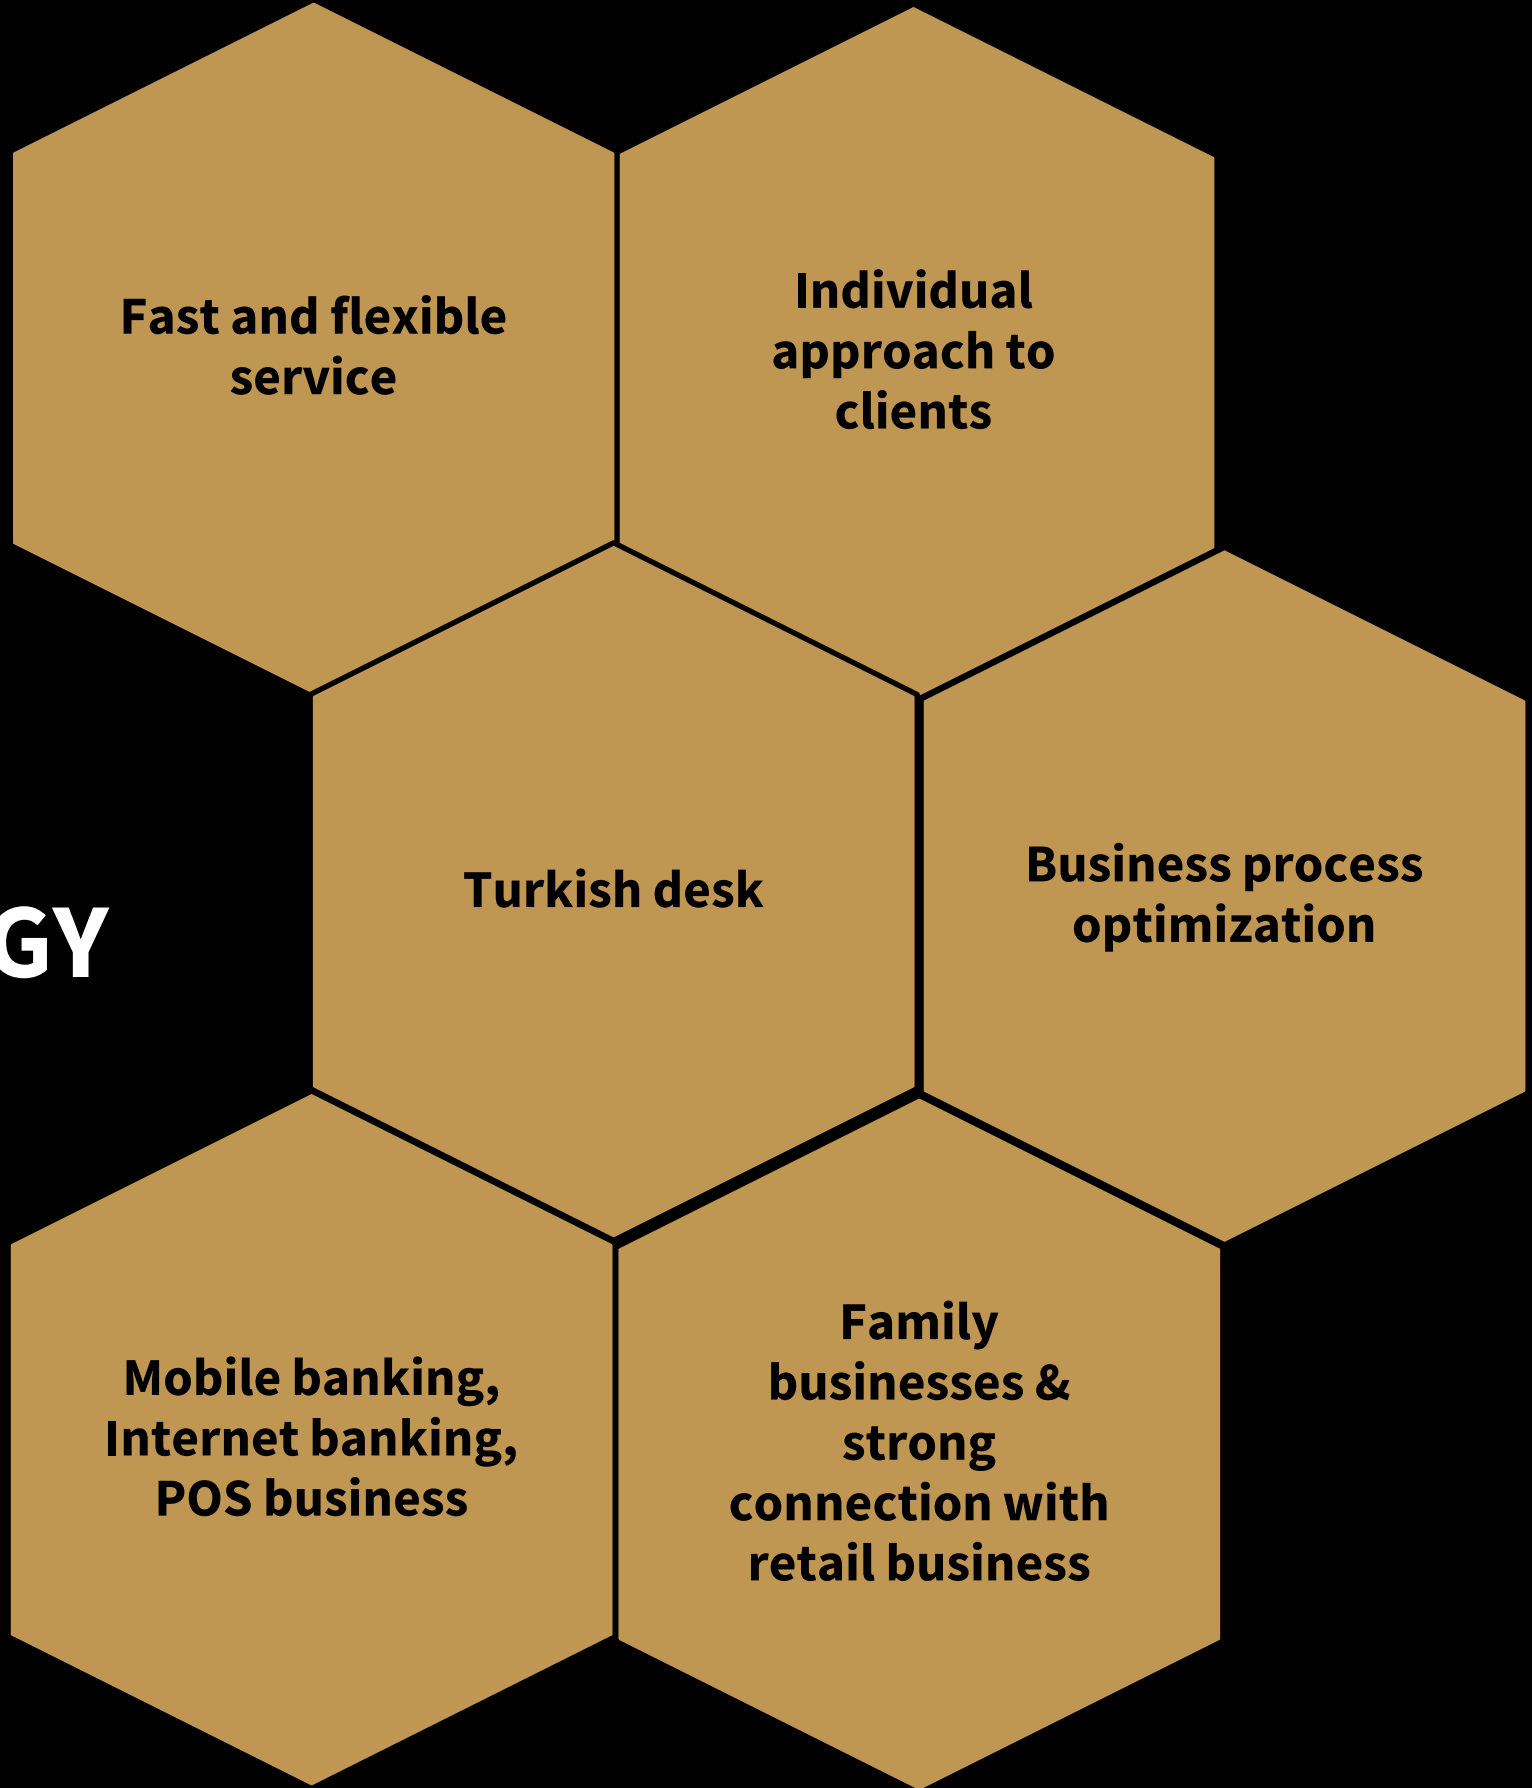 Fast and flexible
service
Individual
approach to
clients
Turkish desk
Business process
optimization
GY
Mobile banking,
Internet banking,
POS business
Family
businesses &
strong
connection with
retail business